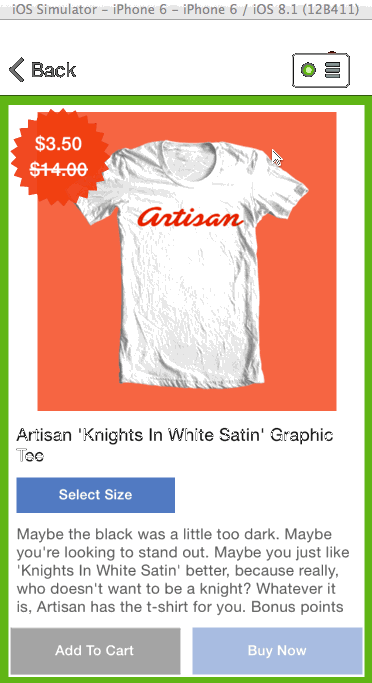 iOS Simulator - iPhone 6 - iPhone 6 / iOS 8.1 (12B411)
Back
$3.50
$14.00
Artisan
Artisan 'Knights In White Satin' Graphic
Tee
Select Size
Maybe the black was a little too dark. Maybe
you're looking to stand out. Maybe you just like
'Knights In White Satin' better, because really,
who doesn't want to be a knight? Whatever it
is, Artisan has the t-shirt for you. Bonus points
Add To Cart
Buy Now